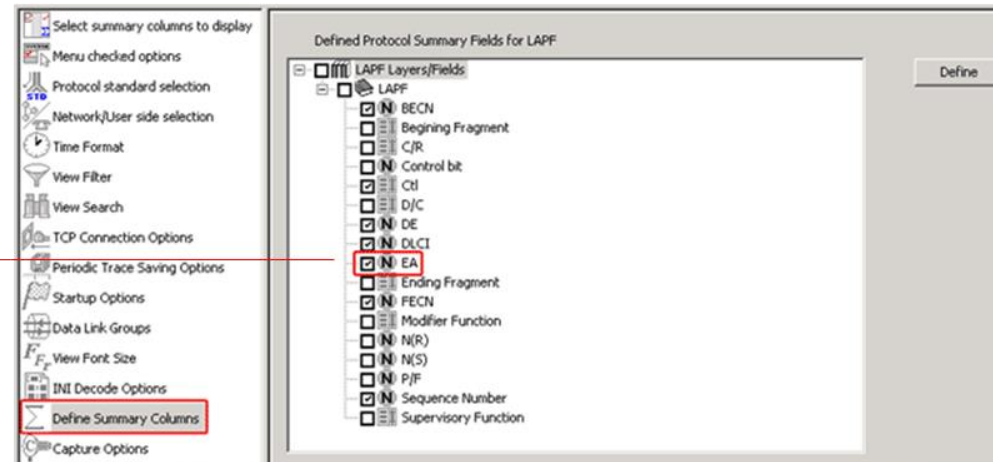 Select summary columns to display
Menu checked options
STD
Protocol standard selection
Network/User side selection
Time Format
View Filter
View Search
TCP Connection Options
Periodic Trace Saving Options
Startup Options
Data Link Groups
View Font Size
INI Decode Options
Define Summary Columns
Capture Options
Defined Protocol Summary Fields for LAPF
LAPF Layers/Fields
LAPF
N BECN
Begining Fragment
C/R
N Control bit
Ctl
D/C
N DE
N DLCI
N EA
Ending Fragment
N FECN
Modifier Function
N N(R)
N N(S)
N P/F
N Sequence Number
Supervisory Function
Define